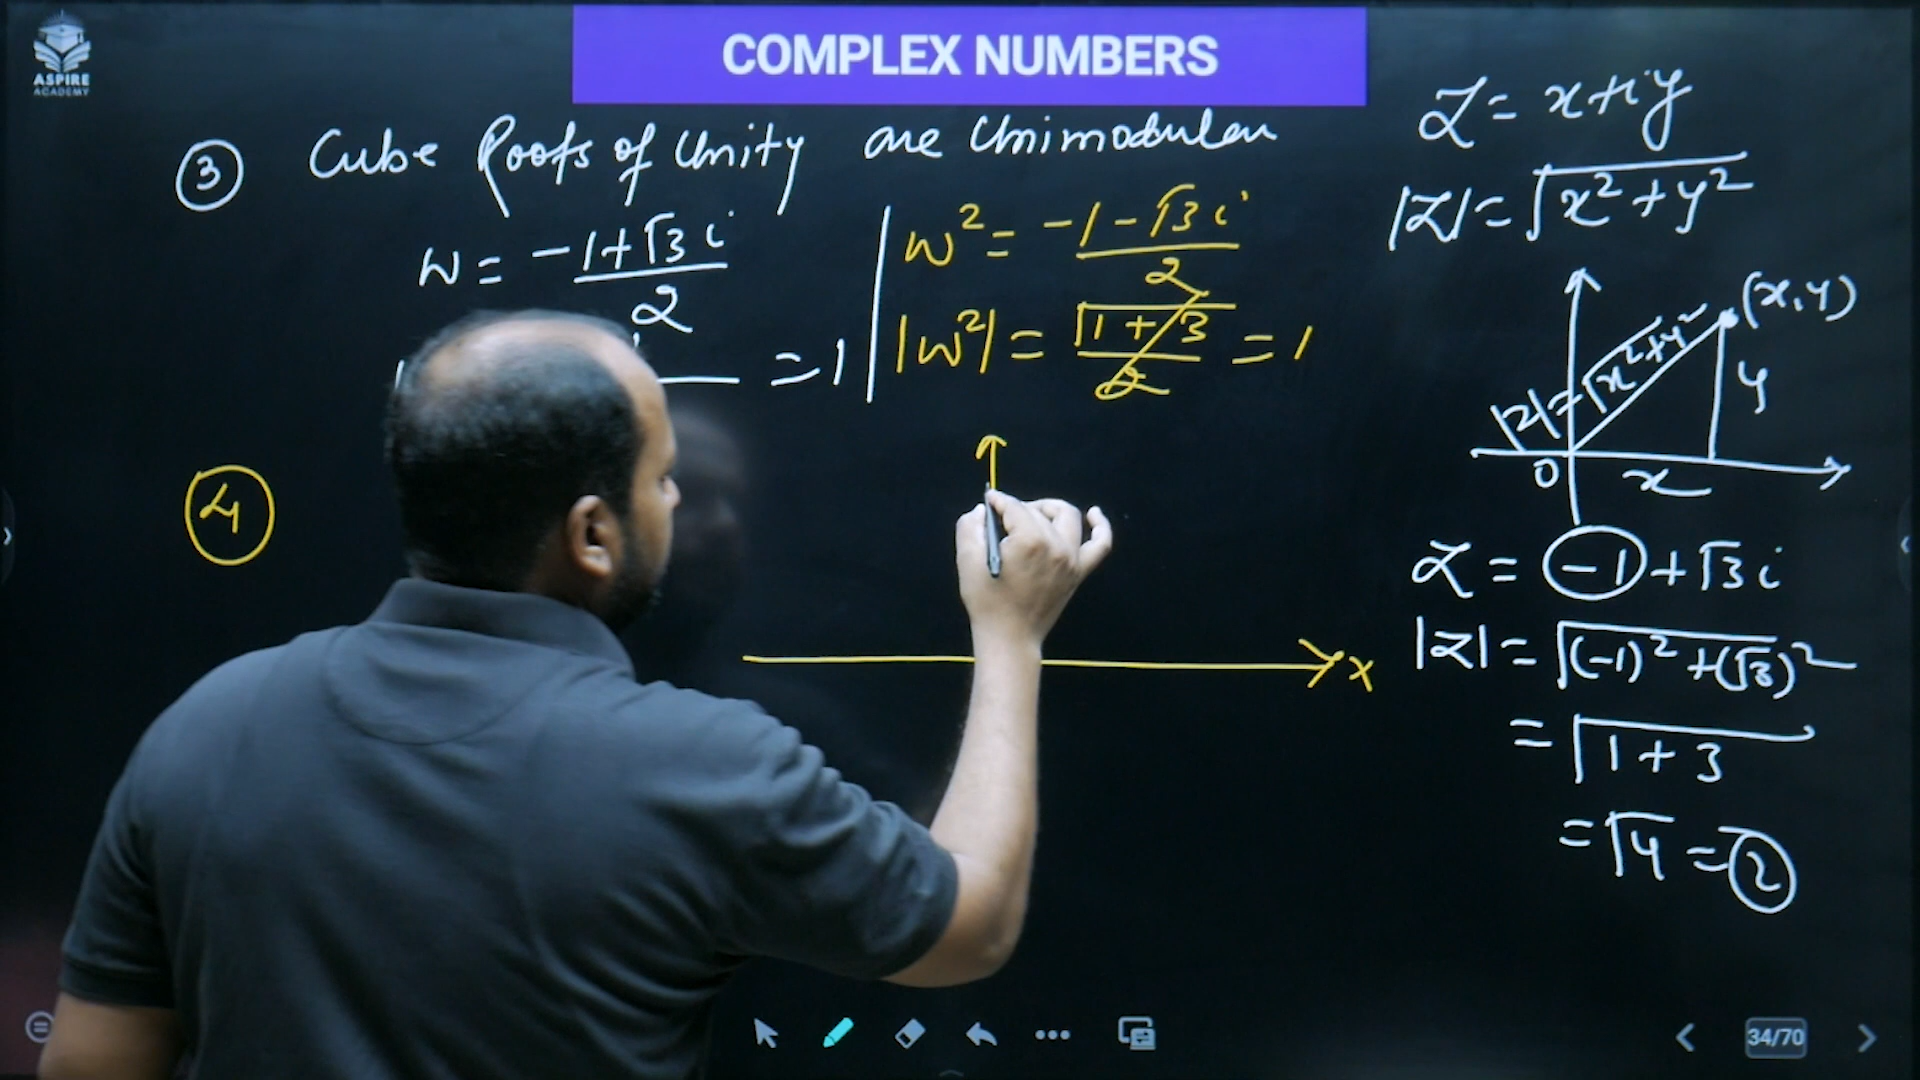 ASPIRE
ACADEMY
COMPLEX NUMBERS
③ Cube Roots of Unity are Unimodular
w = (-1+√3 i)/2
= 1
w² = (-1-√3 i)/2
|w²| = √(1+3)/2 = 1
④
x
Z = x+iy
|Z| = √(x²+y²)
(x,y)
|Z| = √(x²+y²)
y
0
x
Z = (-1)+√3 i
|Z| = √((-1)²+(√3)²)
= √(1+3)
= √4 = ②
34/70